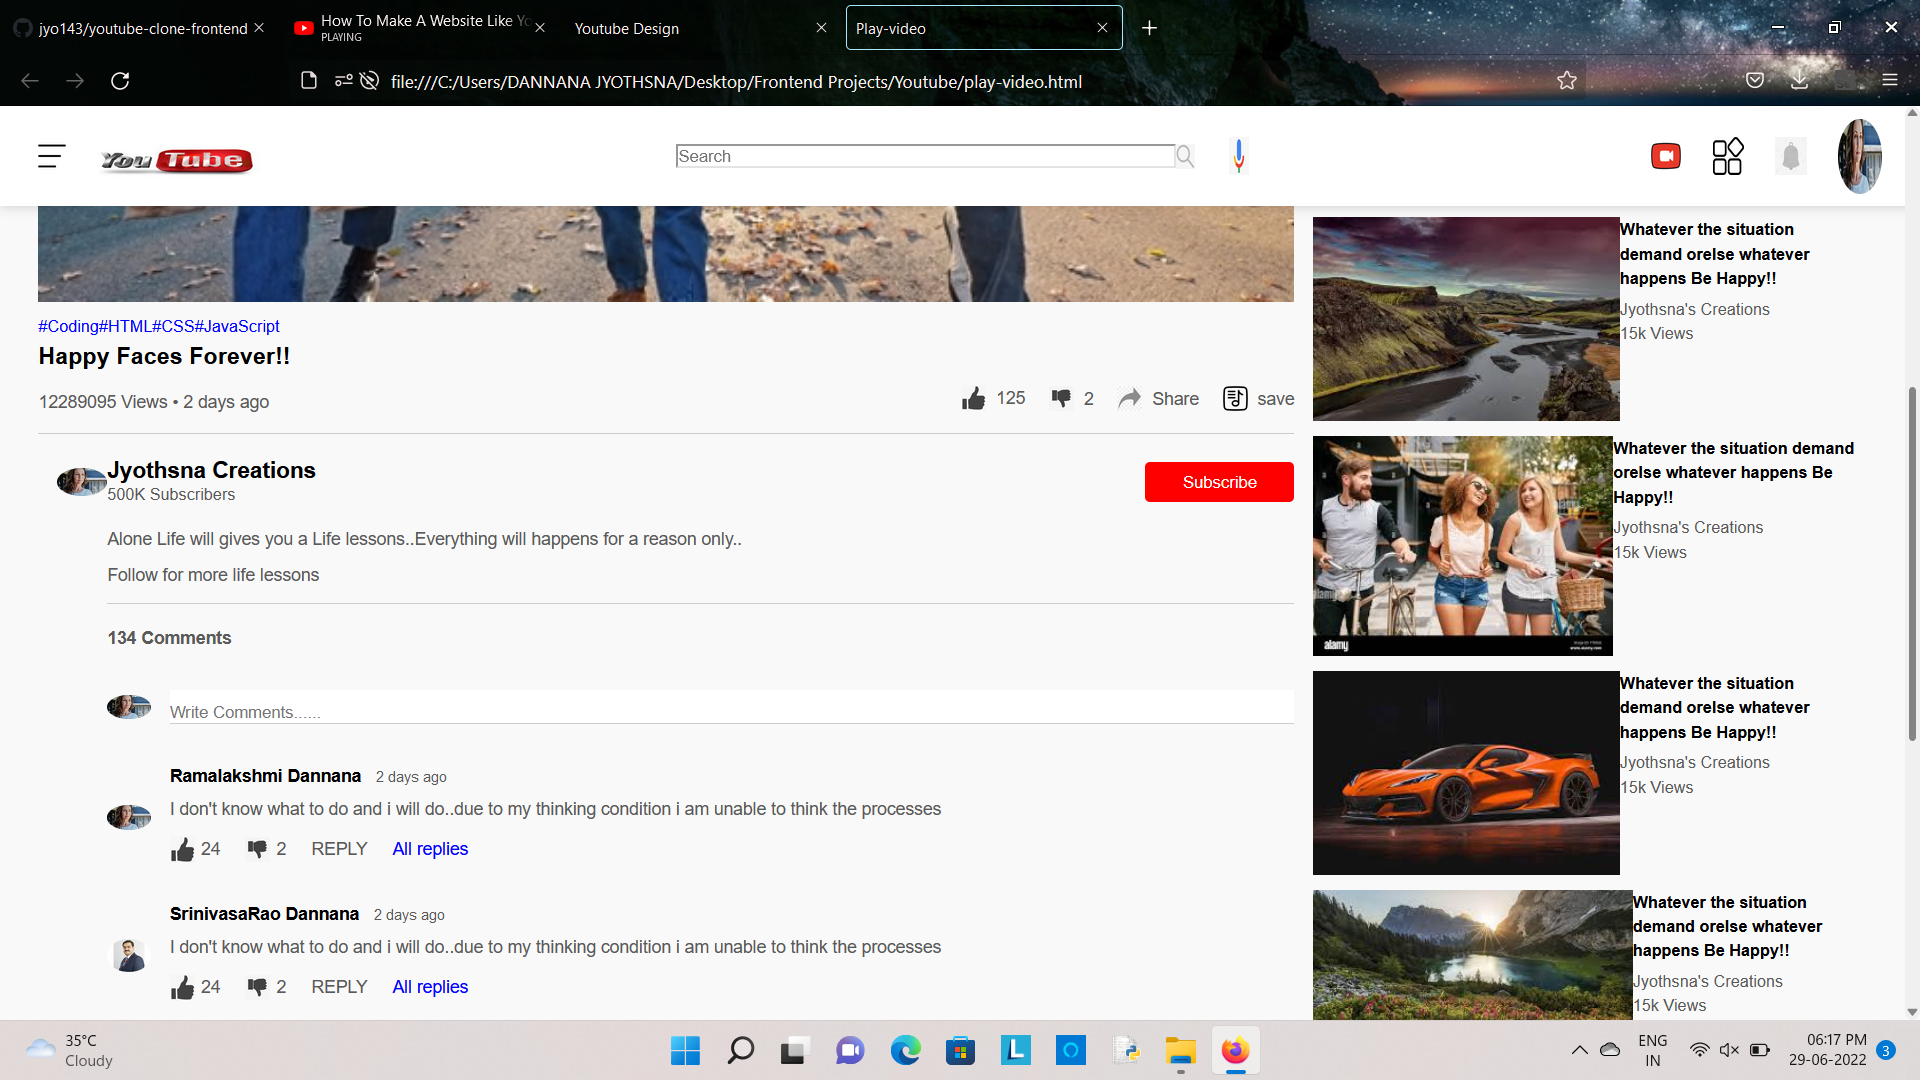 jyo143/youtube-clone-frontend
How To Make A Website Like Yo
PLAYING
Youtube Design
Play-video
file:///C:/Users/DANNANA JYOTHSNA/Desktop/Frontend Projects/Youtube/play-video.html
YouTube
Search
#Coding#HTML#CSS#JavaScript
Happy Faces Forever!!
12289095 Views • 2 days ago
125
2
Share
save
Jyothsna Creations
500K Subscribers
Subscribe
Alone Life will gives you a Life lessons..Everything will happens for a reason only..
Follow for more life lessons
134 Comments
Write Comments......
Ramalakshmi Dannana 2 days ago
I don't know what to do and i will do..due to my thinking condition i am unable to think the processes
24 2 REPLY All replies
SrinivasaRao Dannana 2 days ago
I don't know what to do and i will do..due to my thinking condition i am unable to think the processes
24 2 REPLY All replies
Whatever the situation
demand orelse whatever
happens Be Happy!!
Jyothsna's Creations
15k Views
Whatever the situation demand
orelse whatever happens Be
Happy!!
Jyothsna's Creations
15k Views
alamy
Whatever the situation
demand orelse whatever
happens Be Happy!!
Jyothsna's Creations
15k Views
Whatever the situation
demand orelse whatever
happens Be Happy!!
Jyothsna's Creations
15k Views
35°C
Cloudy
ENG
IN
06:17 PM
29-06-2022
3